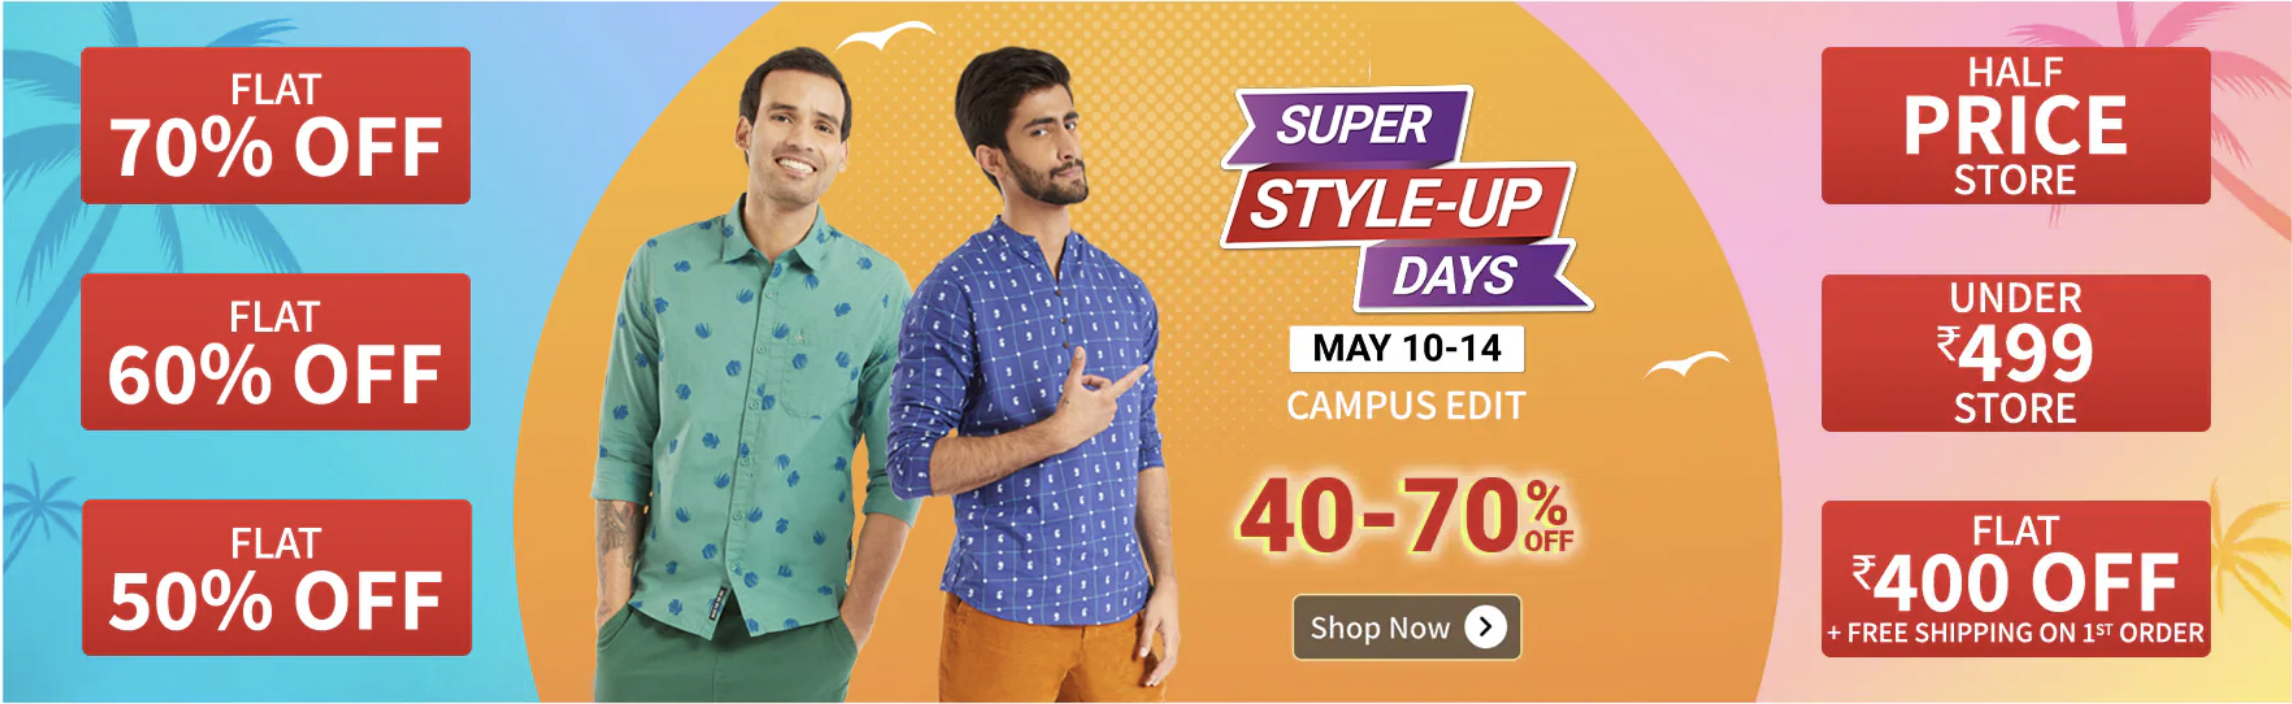 FLAT
70% OFF
FLAT
60% OFF
FLAT
50% OFF
SUPER
STYLE-UP
DAYS
MAY 10-14
CAMPUS EDIT
40-70% OFF
Shop Now
HALF
PRICE
STORE
UNDER
₹499
STORE
FLAT
₹400 OFF
+ FREE SHIPPING ON 1ST ORDER